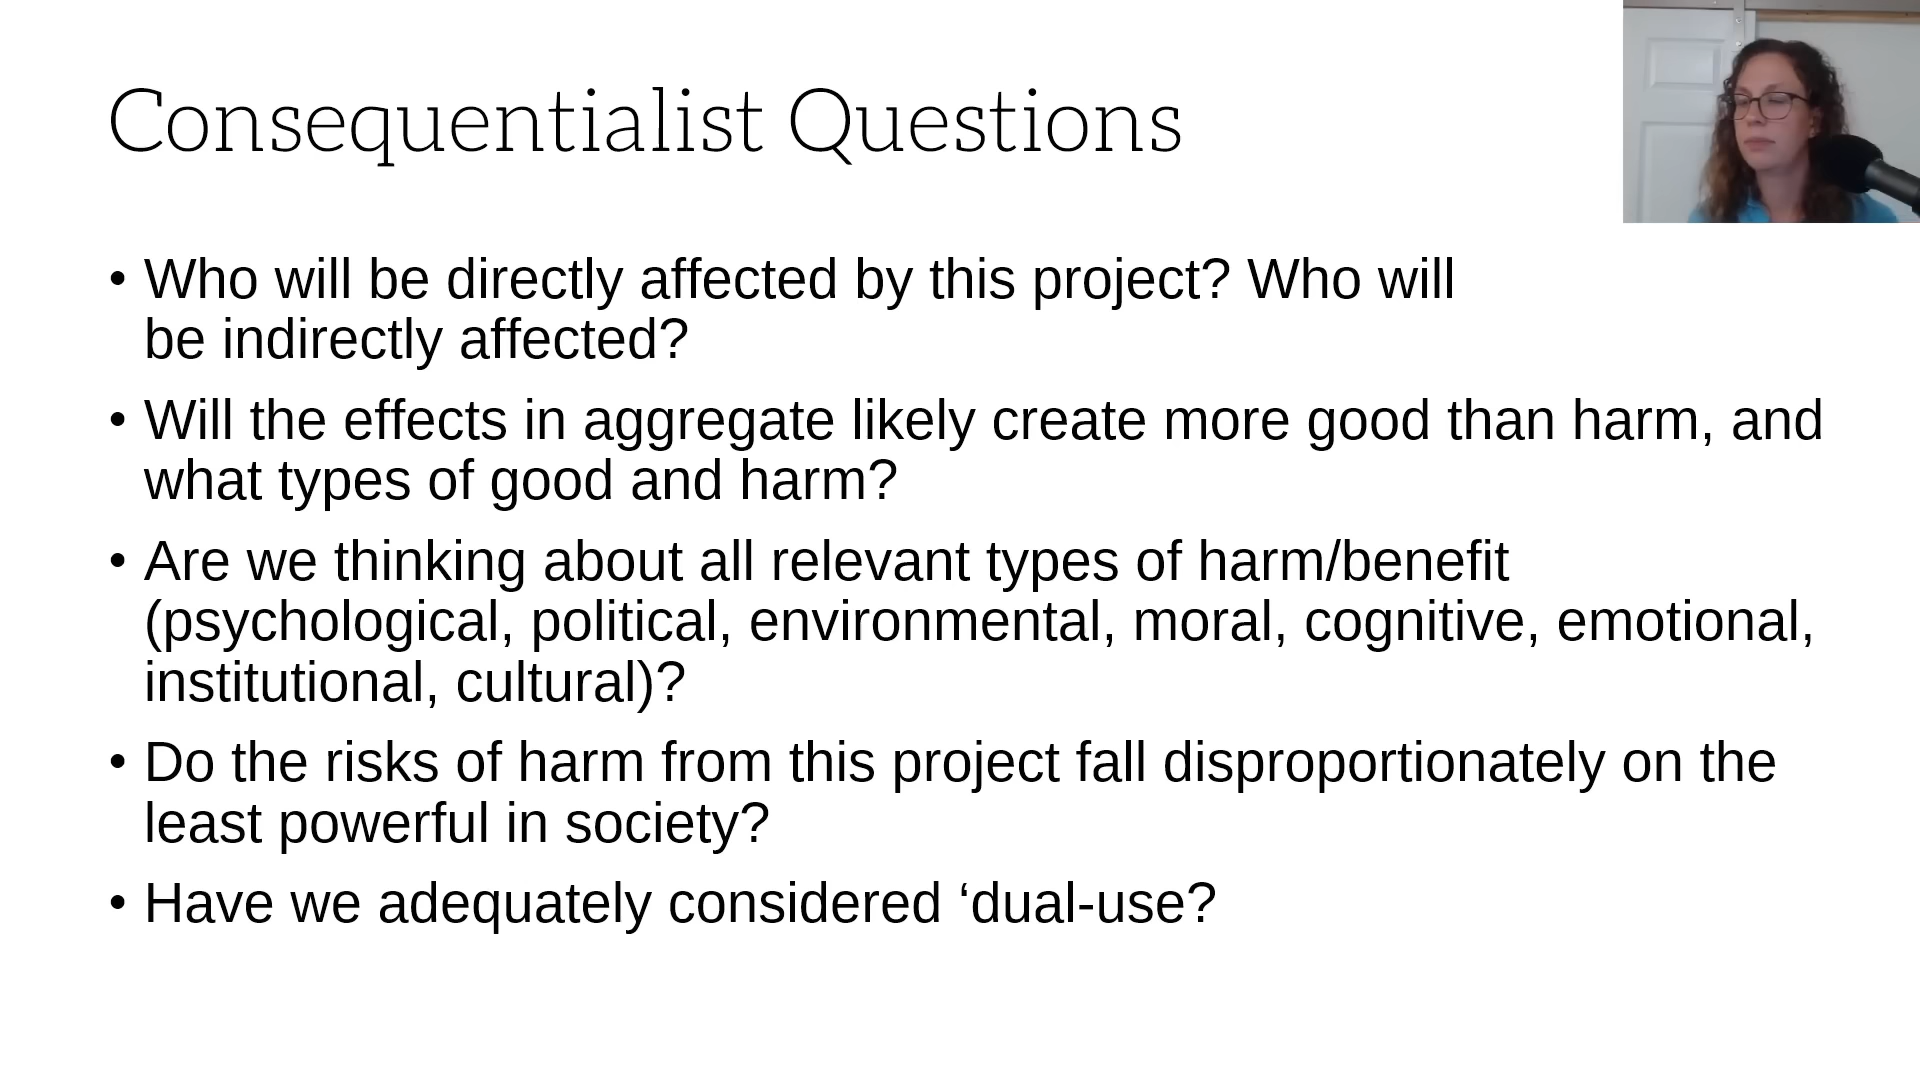 Consequentialist Questions
• Who will be directly affected by this project? Who will
be indirectly affected?
• Will the effects in aggregate likely create more good than harm, and
what types of good and harm?
• Are we thinking about all relevant types of harm/benefit
(psychological, political, environmental, moral, cognitive, emotional,
institutional, cultural)?
• Do the risks of harm from this project fall disproportionately on the
least powerful in society?
• Have we adequately considered ‘dual-use?